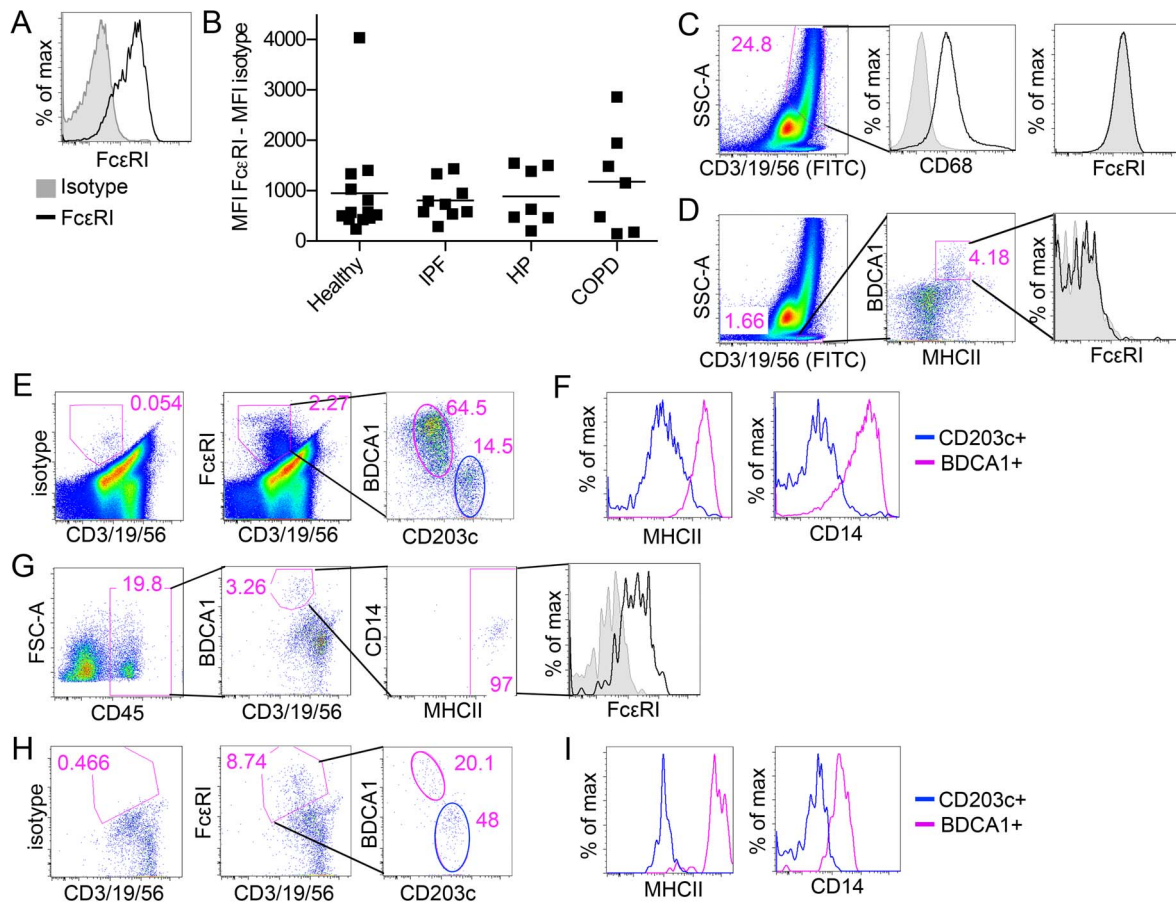 A
% of max
FcεRI
Isotype
FcεRI
B
MFI FcεRI - MFI isotype
4000
3000
2000
1000
0
Healthy
IPF
HP
COPD
C
24.8
SSC-A
CD3/19/56 (FITC)
% of max
CD68
% of max
FcεRI
D
1.66
SSC-A
CD3/19/56 (FITC)
BDCA1
4.18
MHCII
% of max
FcεRI
E
0.054
isotype
CD3/19/56
2.27
FcεRI
CD3/19/56
64.5
14.5
BDCA1
CD203c
F
% of max
MHCII
% of max
CD14
CD203c+
BDCA1+
G
19.8
FSC-A
CD45
3.26
BDCA1
CD3/19/56
CD14
97
MHCII
% of max
FcεRI
H
0.466
isotype
CD3/19/56
8.74
FcεRI
CD3/19/56
20.1
48
BDCA1
CD203c
I
% of max
MHCII
% of max
CD14
CD203c+
BDCA1+